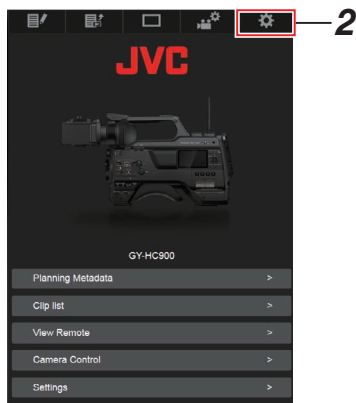 2
JVC
GY-HC900
Planning Metadata >
Clip list >
View Remote >
Camera Control >
Settings >